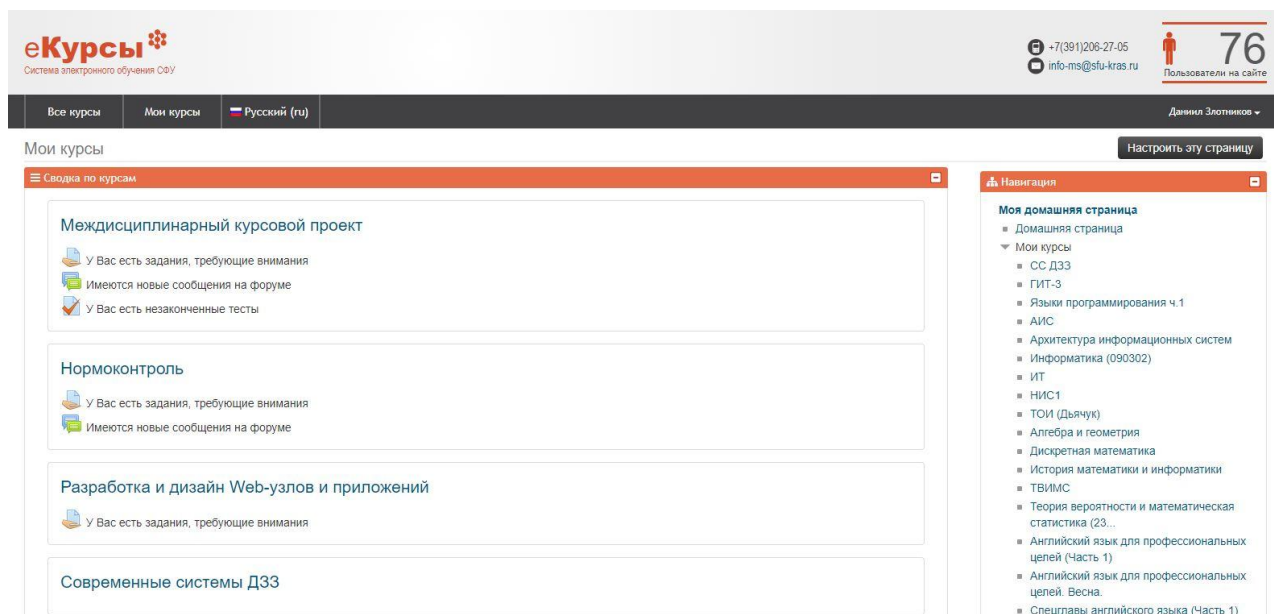 еКурсы
Система электронного обучения СФУ
+7(391)206-27-05
info-ms@sfu-kras.ru
76
Пользователи на сайте
Все курсы
Мои курсы
Русский (ru)
Даниил Злотников
Мои курсы
Настроить эту страницу
Сводка по курсам
Междисциплинарный курсовой проект
У Вас есть задания, требующие внимания
Имеются новые сообщения на форуме
У Вас есть незаконченные тесты
Нормоконтроль
У Вас есть задания, требующие внимания
Имеются новые сообщения на форуме
Разработка и дизайн Web-узлов и приложений
У Вас есть задания, требующие внимания
Современные системы ДЗЗ
Навигация
Моя домашняя страница
Домашняя страница
Мои курсы
СС ДЗЗ
ГИТ-3
Языки программирования ч.1
АИС
Архитектура информационных систем
Информатика (090302)
ИТ
НИС1
ТОИ (Дьячук)
Алгебра и геометрия
Дискретная математика
История математики и информатики
ТВИМС
Теория вероятности и математическая
статистика (23...
Английский язык для профессиональных
целей (Часть 1)
Английский язык для профессиональных
целей. Весна.
Спецглавы английского языка (Часть 1)